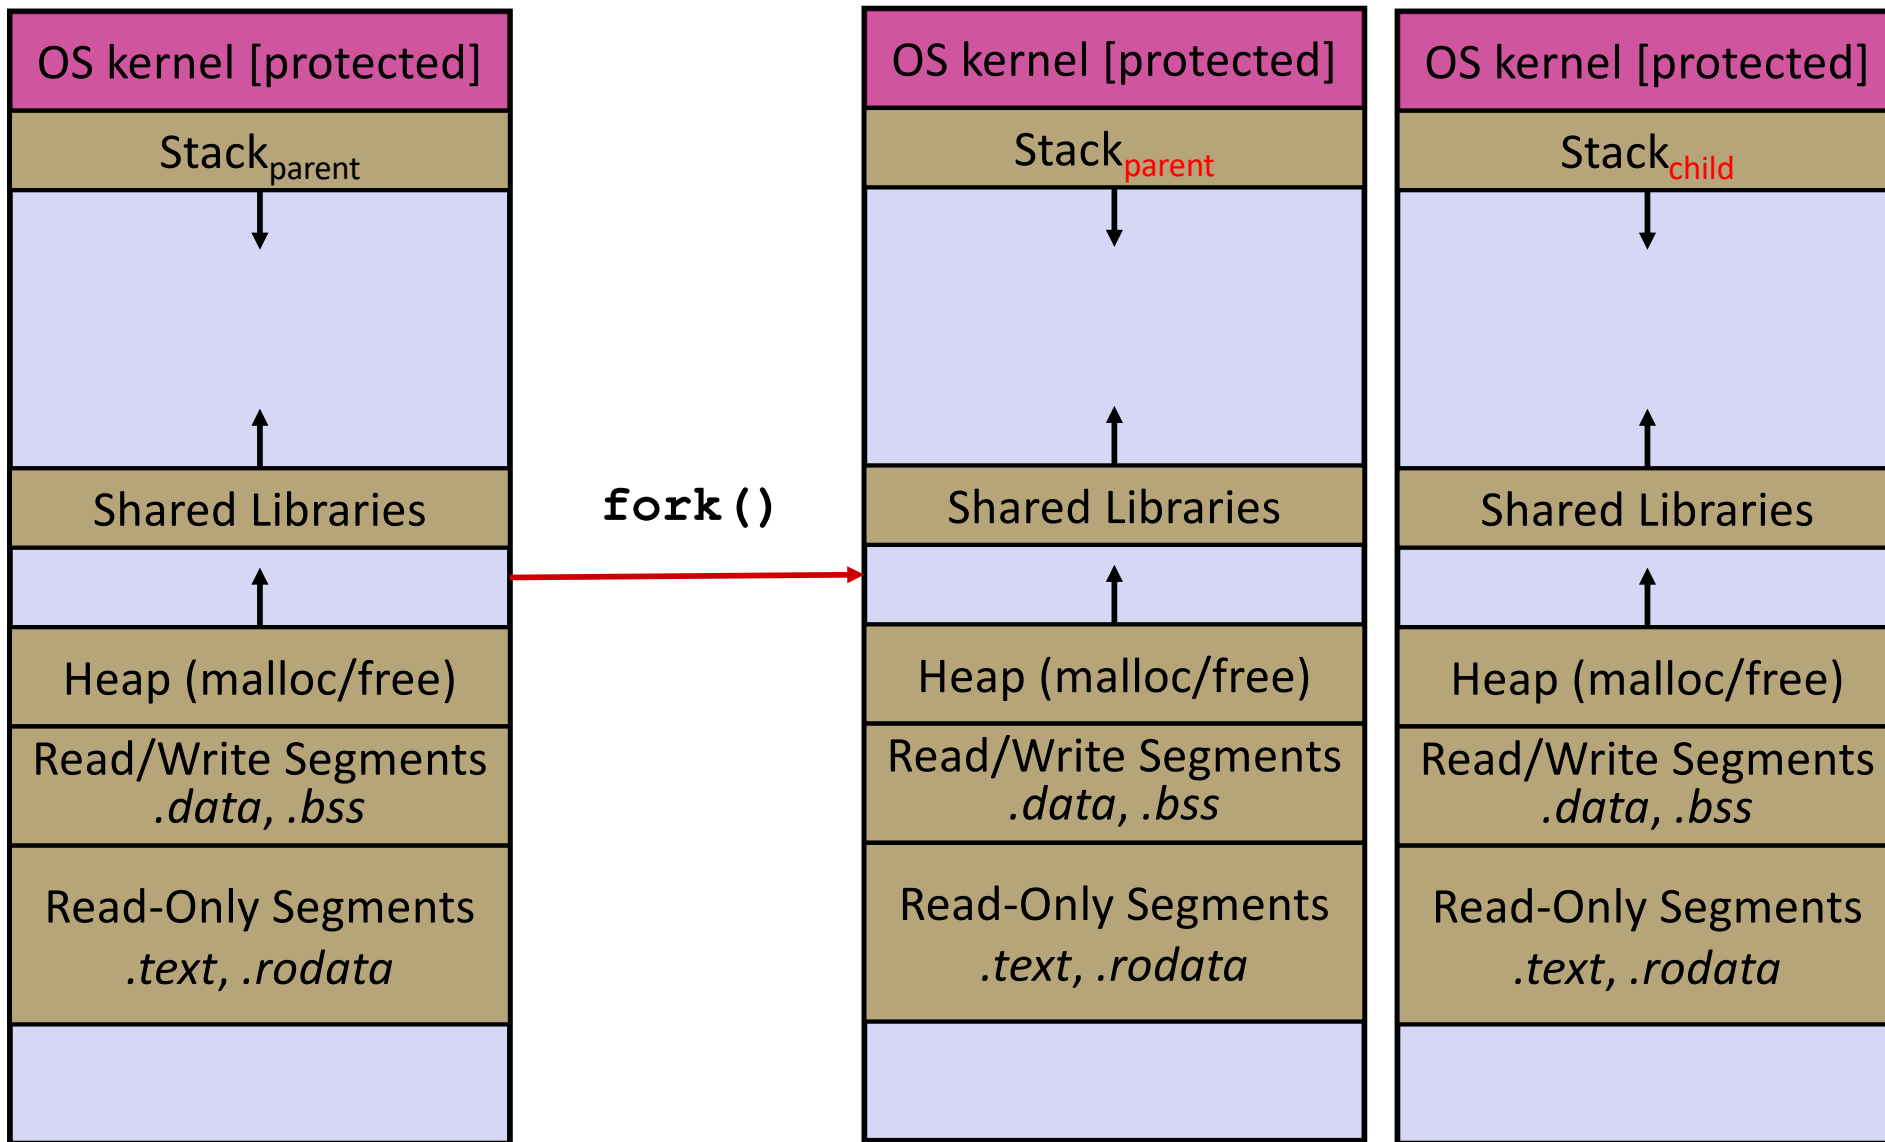 OS kernel [protected]
Stackparent
Shared Libraries
Heap (malloc/free)
Read/Write Segments
.data, .bss
Read-Only Segments
.text, .rodata
fork()
OS kernel [protected]
Stackparent
Shared Libraries
Heap (malloc/free)
Read/Write Segments
.data, .bss
Read-Only Segments
.text, .rodata
OS kernel [protected]
Stackchild
Shared Libraries
Heap (malloc/free)
Read/Write Segments
.data, .bss
Read-Only Segments
.text, .rodata